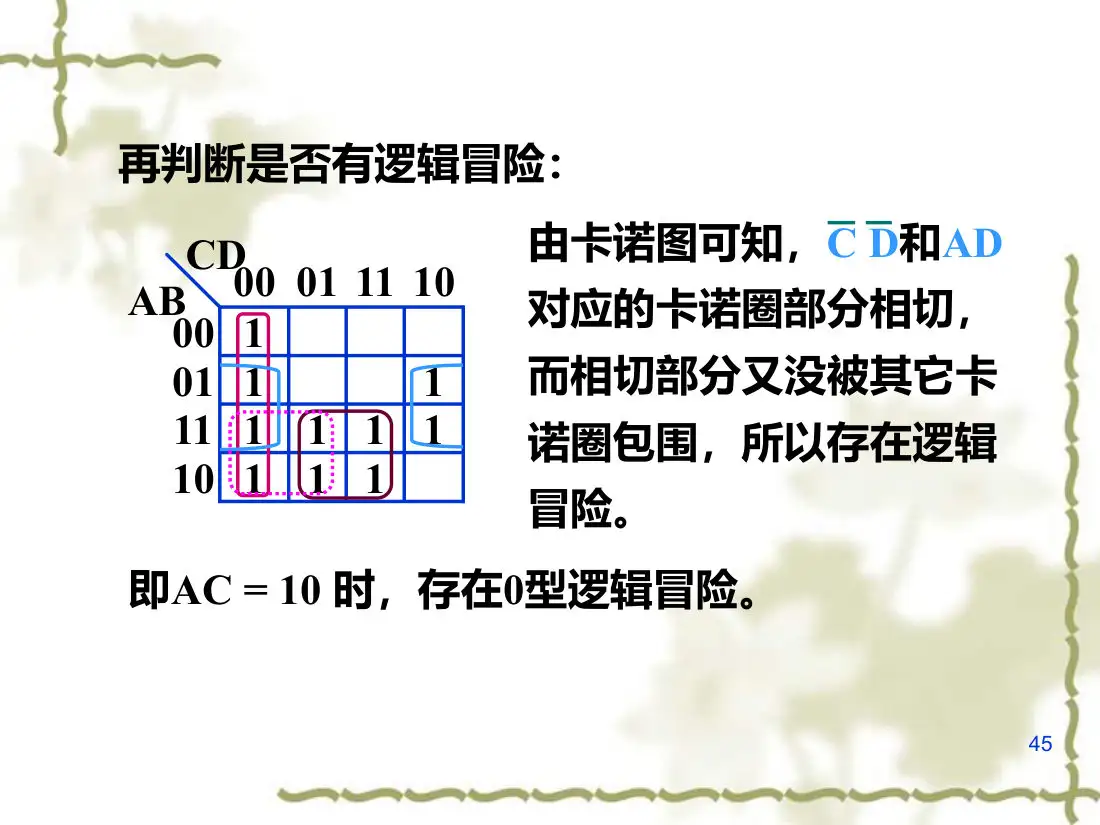 再判断是否有逻辑冒险：
CD
AB
00 01 11 10
00 1
01 1 1
11 1 1 1 1
10 1 1 1
由卡诺图可知，C̅ D̅和AD
对应的卡诺圈部分相切，
而相切部分又没被其它卡
诺圈包围，所以存在逻辑
冒险。
即AC = 10 时，存在0型逻辑冒险。
45